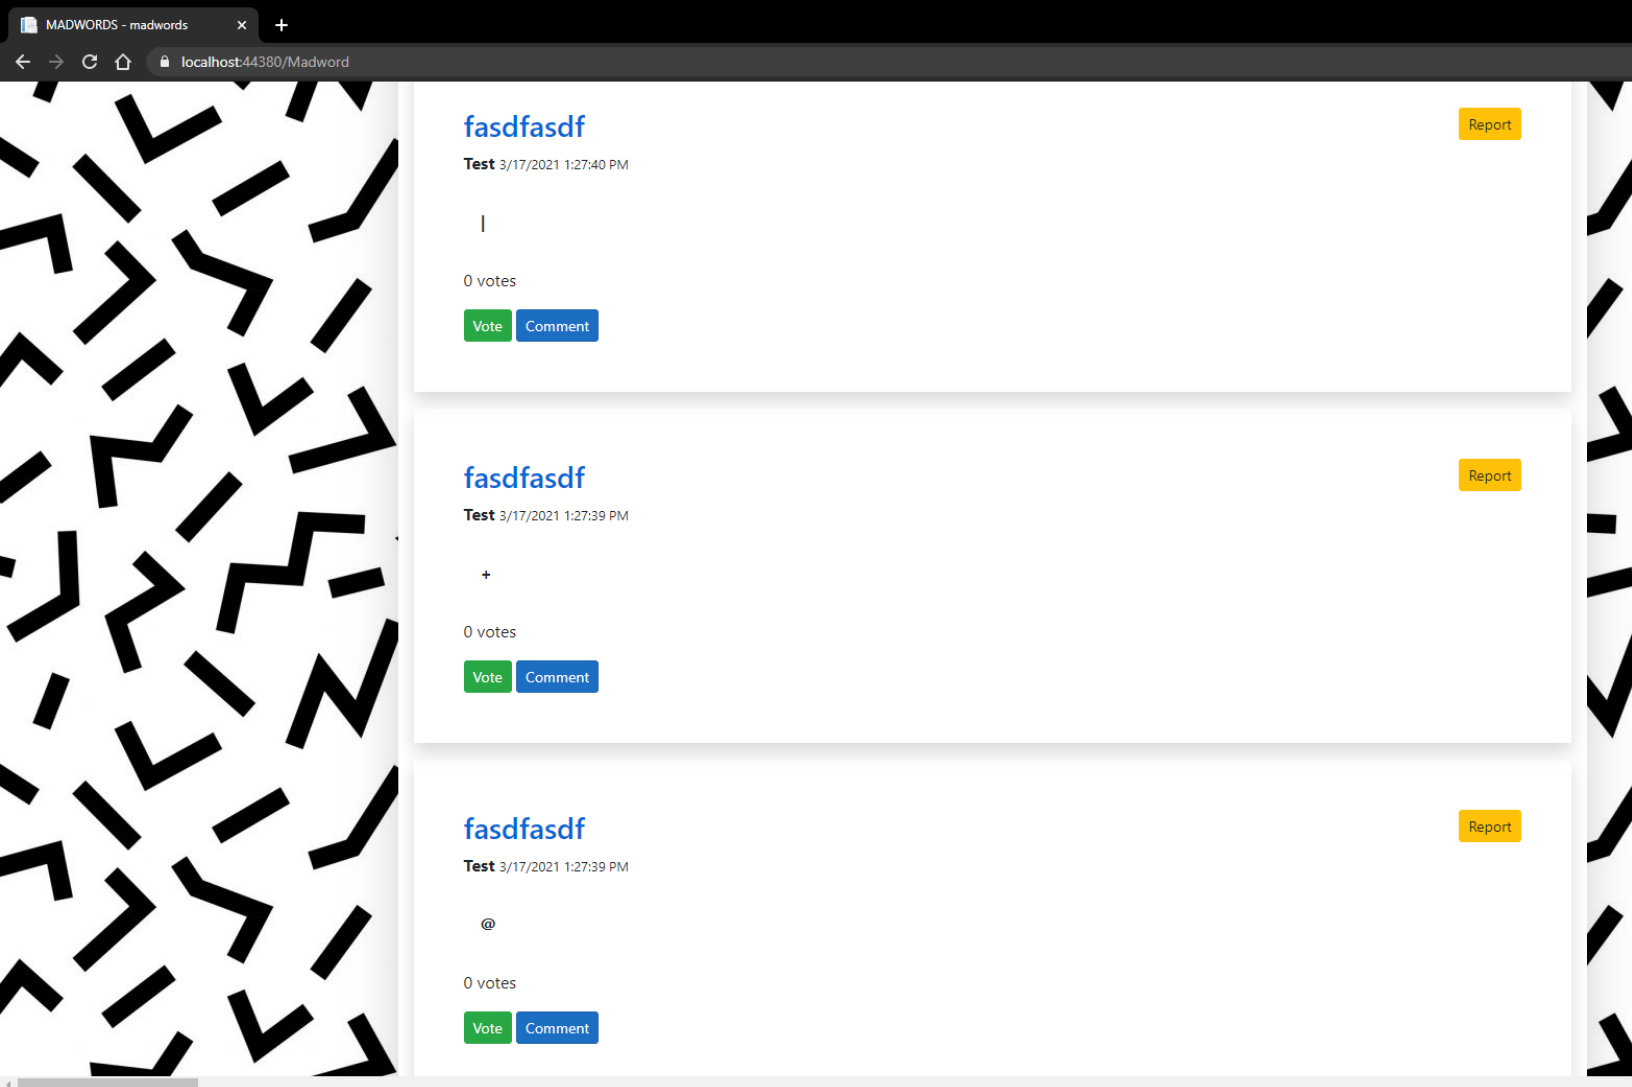 MADWORDS - madwords
localhost:44380/Madword
fasdfasdf
Report
Test 3/17/2021 1:27:40 PM
|
0 votes
Vote Comment
fasdfasdf
Report
Test 3/17/2021 1:27:39 PM
+
0 votes
Vote Comment
fasdfasdf
Report
Test 3/17/2021 1:27:39 PM
@
0 votes
Vote Comment